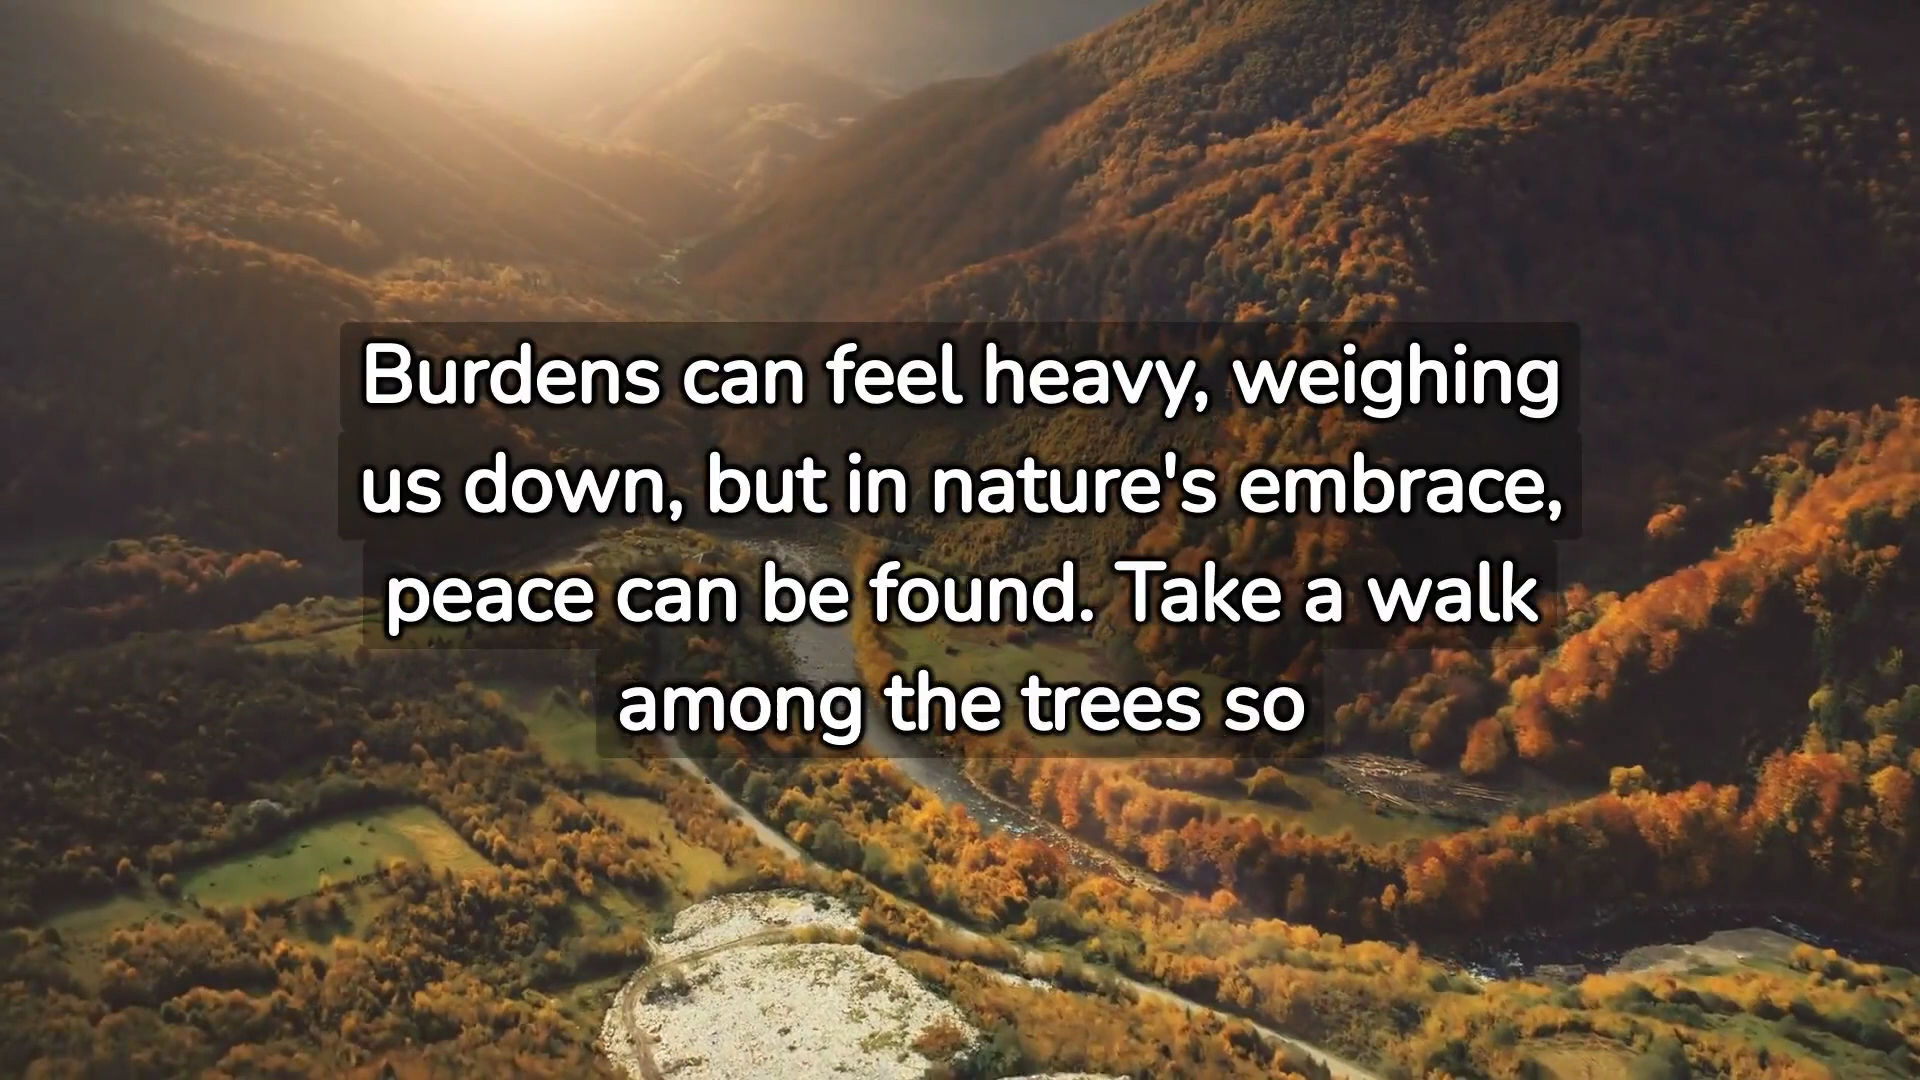 Burdens can feel heavy, weighing
us down, but in nature's embrace,
peace can be found. Take a walk
among the trees so